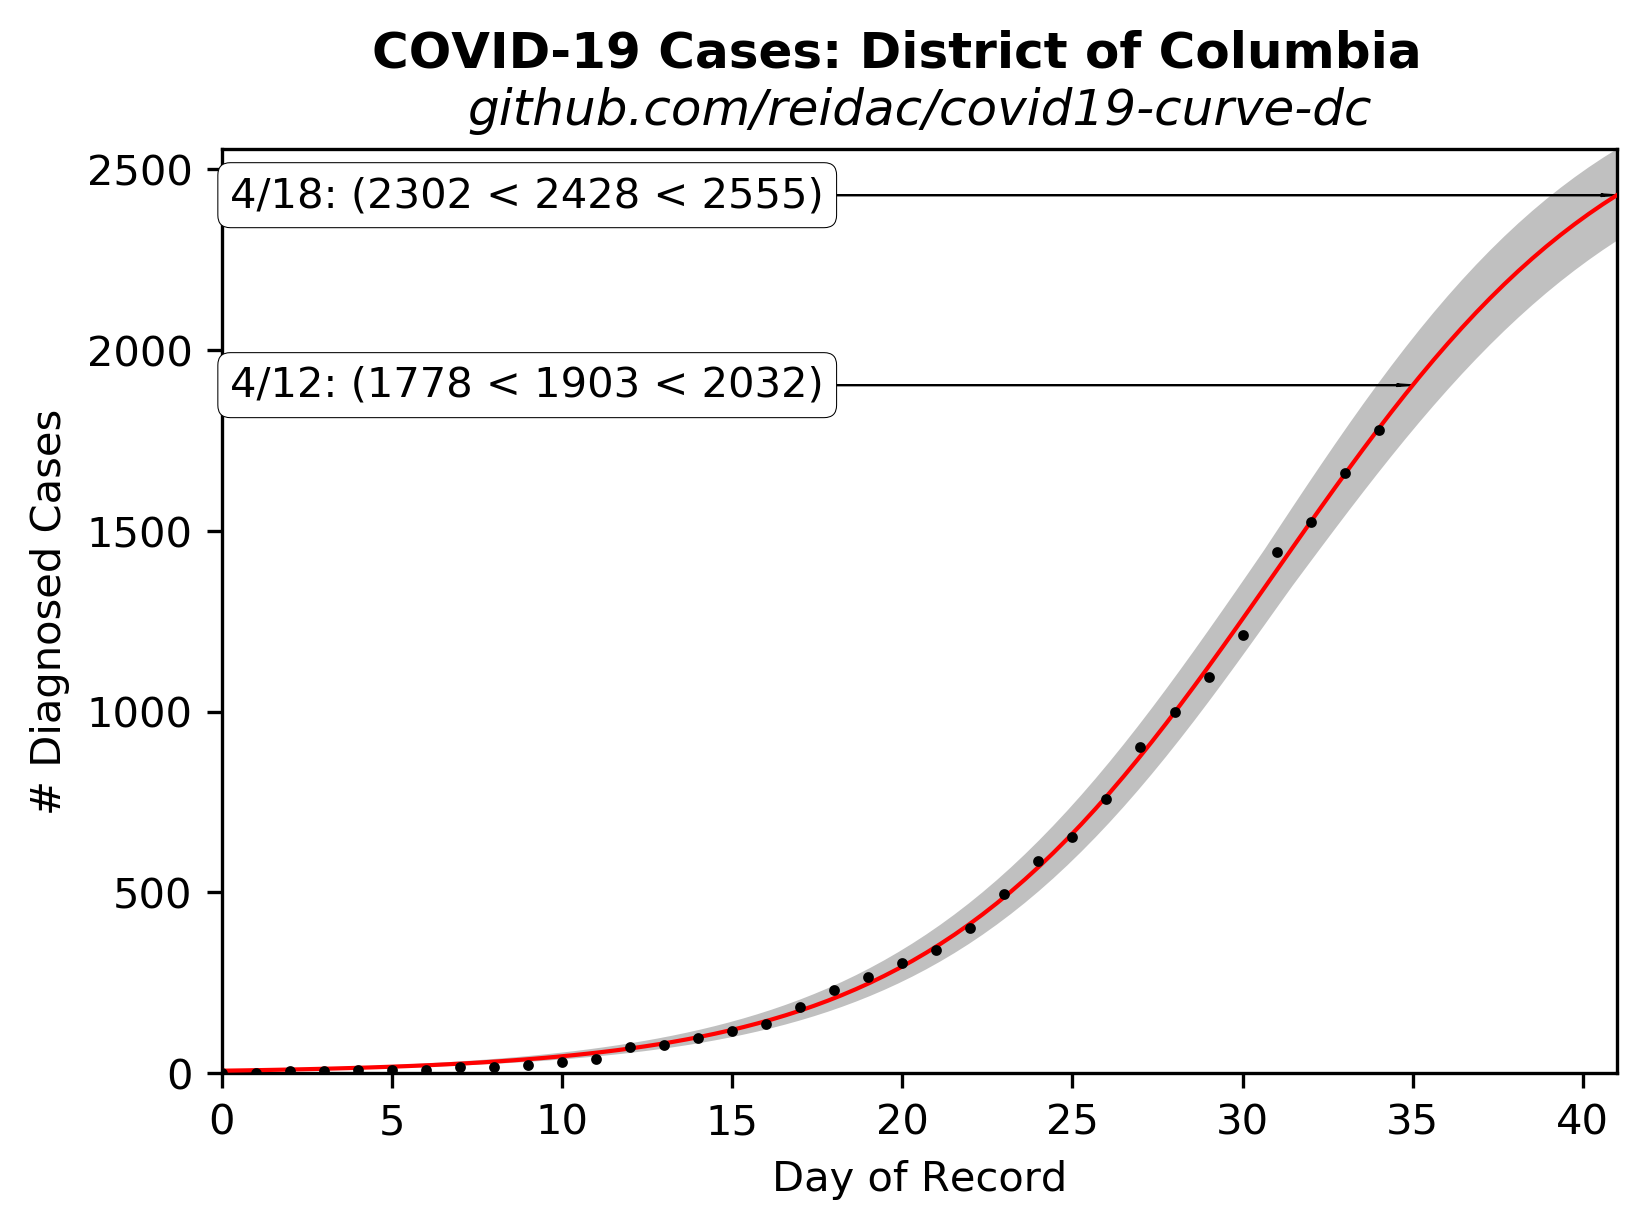 COVID-19 Cases: District of Columbia
github.com/reidac/covid19-curve-dc
2500
4/18: (2302 < 2428 < 2555)
2000
4/12: (1778 < 1903 < 2032)
1500
1000
500
0
# Diagnosed Cases
0 5 10 15 20 25 30 35 40
Day of Record